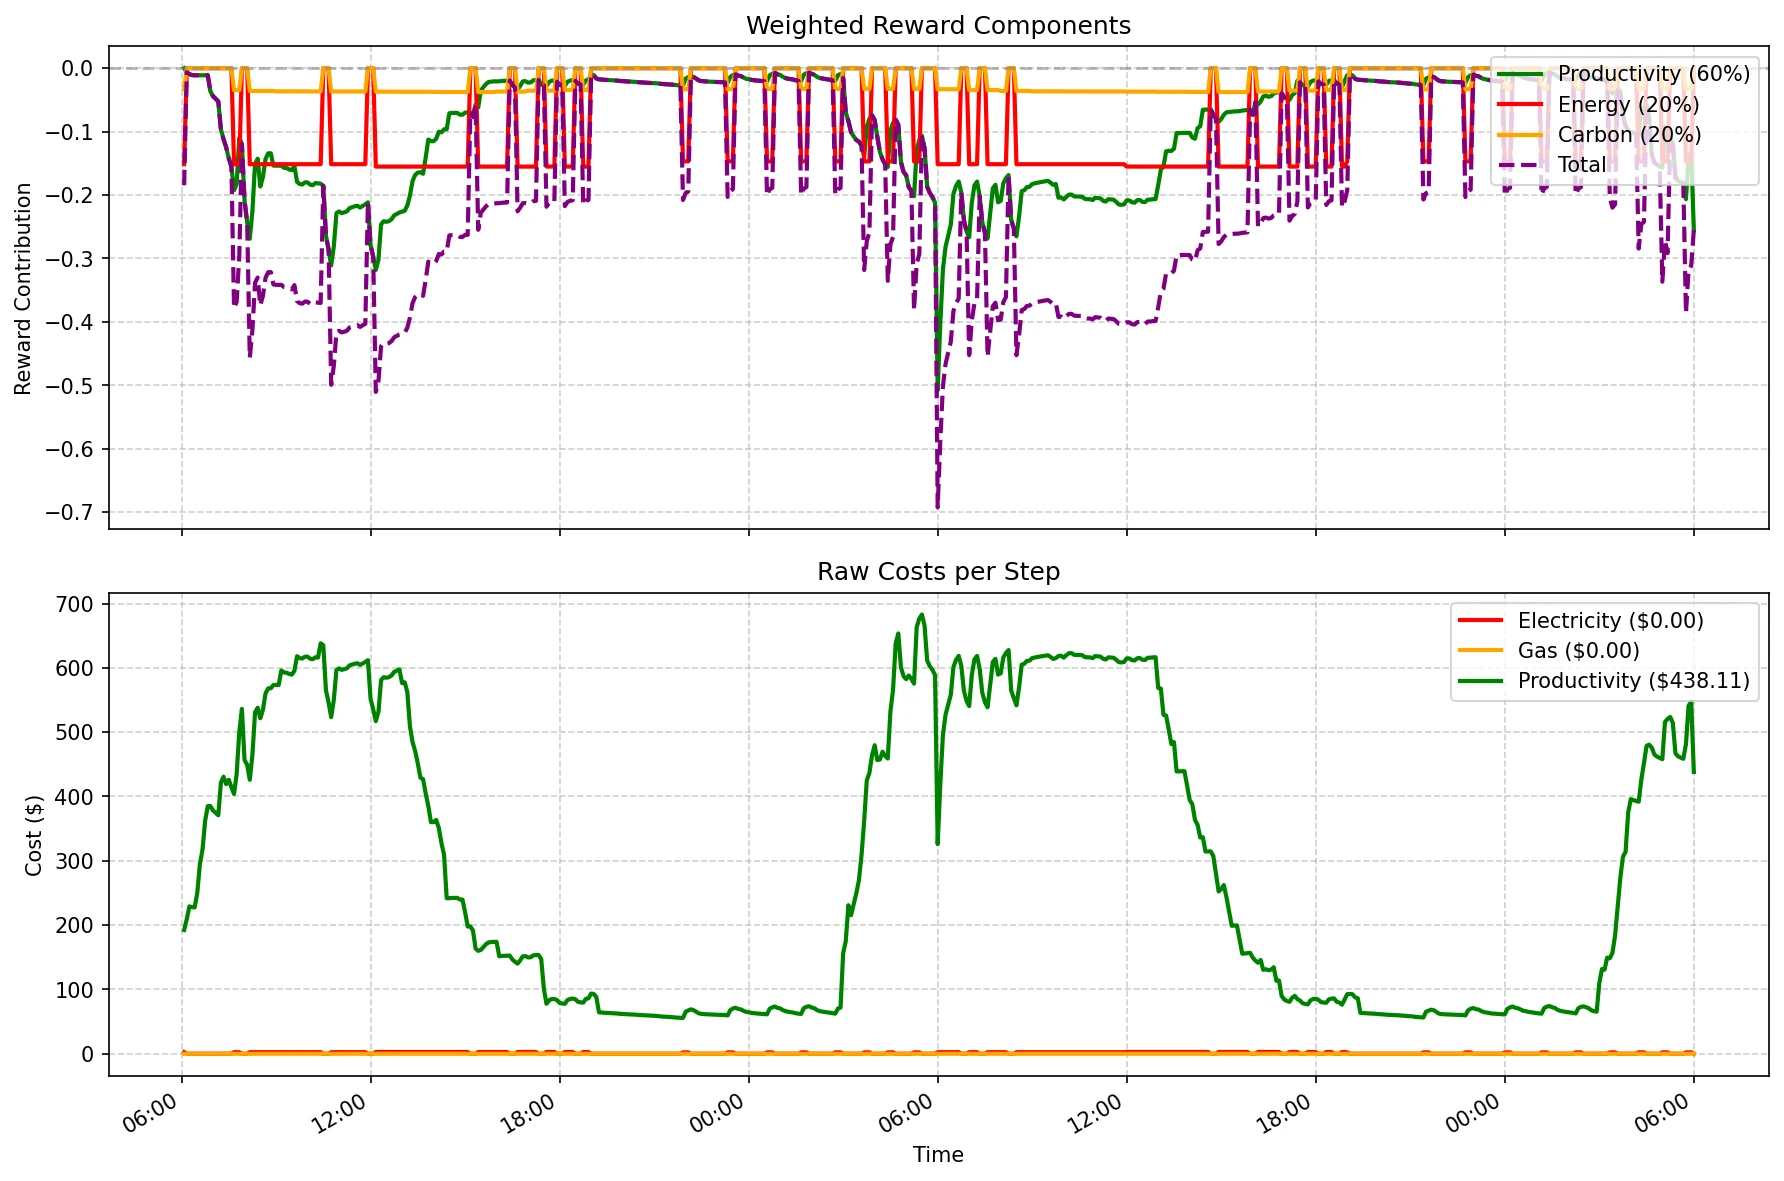 Weighted Reward Components
Reward Contribution
0.0
−0.1
−0.2
−0.3
−0.4
−0.5
−0.6
−0.7
Productivity (60%)
Energy (20%)
Carbon (20%)
Total
Raw Costs per Step
Cost ($)
700
600
500
400
300
200
100
0
Electricity ($0.00)
Gas ($0.00)
Productivity ($438.11)
06:00
12:00
18:00
00:00
06:00
12:00
18:00
00:00
06:00
Time